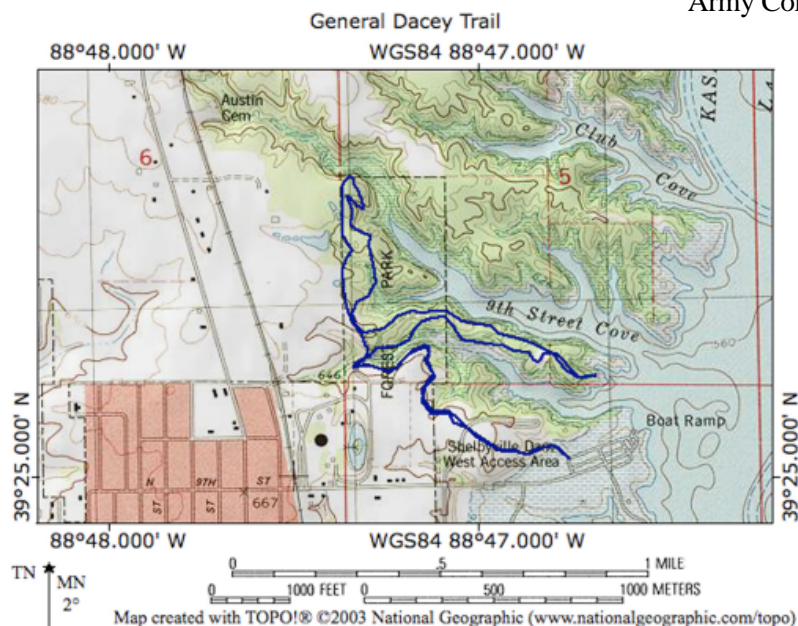 Army Co
General Dacey Trail
88°48.000' W
WGS84 88°47.000' W
Austin
Cem
580
6
5
Club
Cove
KAS
PARK
9th Street Cove
560
646
FOREST
Boat Ramp
Shelbyville Dam
West Access Area
N 9TH ST
ST
ST
667
39°25.000' N
39°25.000' N
88°48.000' W
WGS84 88°47.000' W
TN
MN
2°
0 .5 1 MILE
0 1000 FEET 0 500 1000 METERS
Map created with TOPO!® ©2003 National Geographic (www.nationalgeographic.com/topo)